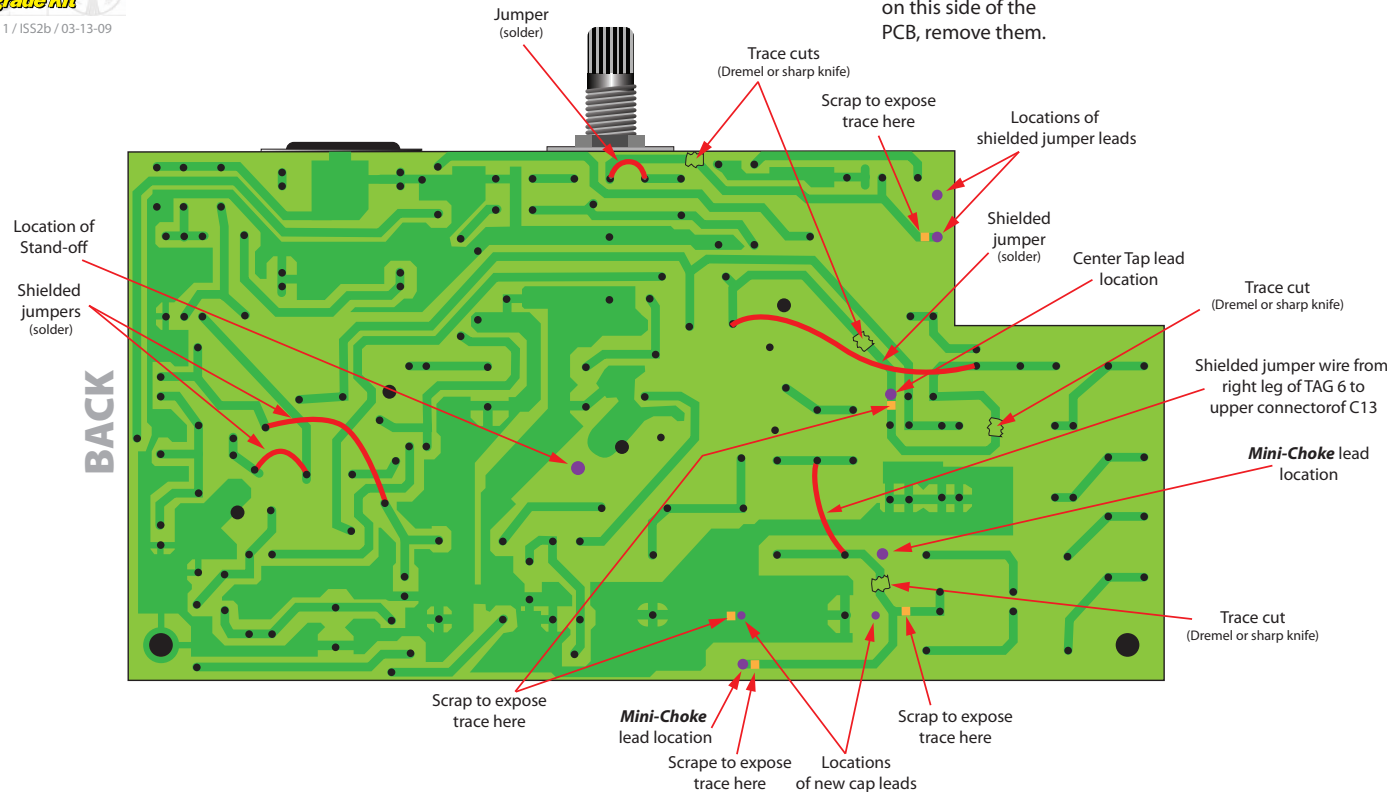 1 / ISS2b / 03-13-09
on this side of the
PCB, remove them.
Jumper
(solder)
Trace cuts
(Dremel or sharp knife)
Scrap to expose
trace here
Locations of
shielded jumper leads
Location of
Stand-off
Shielded
jumper
(solder)
Center Tap lead
location
Trace cut
(Dremel or sharp knife)
Shielded
jumpers
(solder)
Shielded jumper wire from
right leg of TAG 6 to
upper connectorof C13
BACK
Mini-Choke lead
location
Trace cut
(Dremel or sharp knife)
Scrap to expose
trace here
Mini-Choke
lead location
Scrape to expose
trace here
Locations
of new cap leads
Scrap to expose
trace here